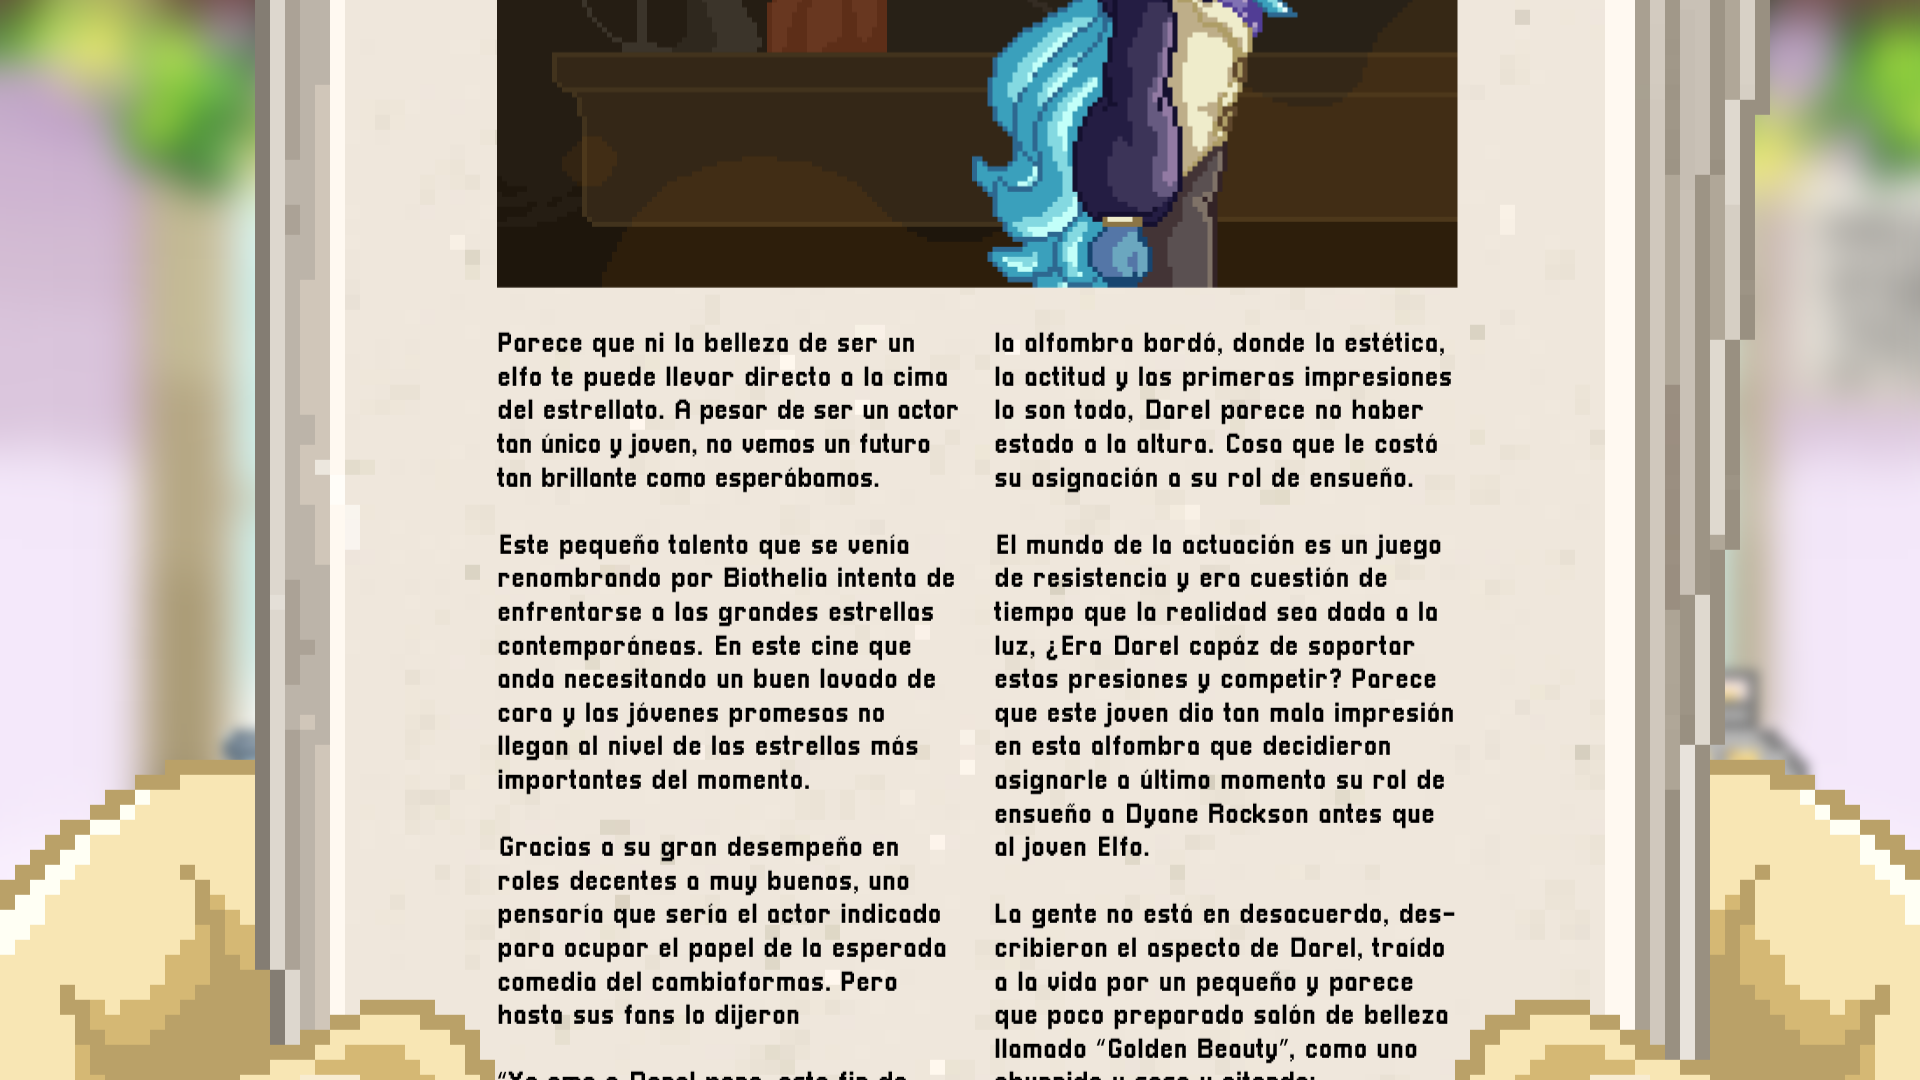 Parece que ni la belleza de ser un
elfo te puede llevar directo a la cima
del estrellato. A pesar de ser un actor
tan único y joven, no vemos un futuro
tan brillante como esperábamos.
Este pequeño talento que se venía
renombrando por Biothelia intenta de
enfrentarse a las grandes estrellas
contemporáneas. En este cine que
anda necesitando un buen lavado de
cara y las jóvenes promesas no
llegan al nivel de las estrellas más
importantes del momento.
Gracias a su gran desempeño en
roles decentes a muy buenos, uno
pensaría que sería el actor indicado
para ocupar el papel de la esperada
comedia del cambiaformas. Pero
hasta sus fans lo dijeron
"Yo amo a Darel pero, este fin de
la alfombra bordó, donde la estética,
la actitud y las primeras impresiones
lo son todo, Darel parece no haber
estado a la altura. Cosa que le costó
su asignación a su rol de ensueño.
El mundo de la actuación es un juego
de resistencia y era cuestión de
tiempo que la realidad sea dada a la
luz, ¿Era Darel capáz de soportar
estas presiones y competir? Parece
que este joven dio tan mala impresión
en esta alfombra que decidieron
asignarle a último momento su rol de
ensueño a Dyane Rockson antes que
al joven Elfo.
La gente no está en desacuerdo, des-
cribieron el aspecto de Darel, traído
a la vida por un pequeño y parece
que poco preparado salón de belleza
llamado "Golden Beauty", como uno